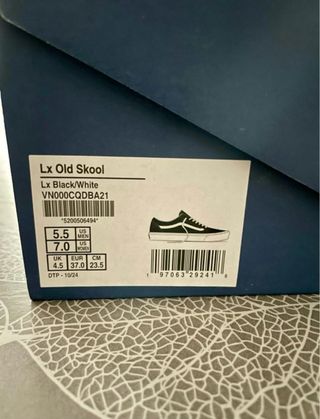 Lx Old Skool
Lx Black/White
VN000CQDBA21
*5200506494*
5.5 US MEN
7.0 US WOMEN
UK EUR CM
4.5 37.0 23.5
DTP - 10/24
1 97063 29241 8